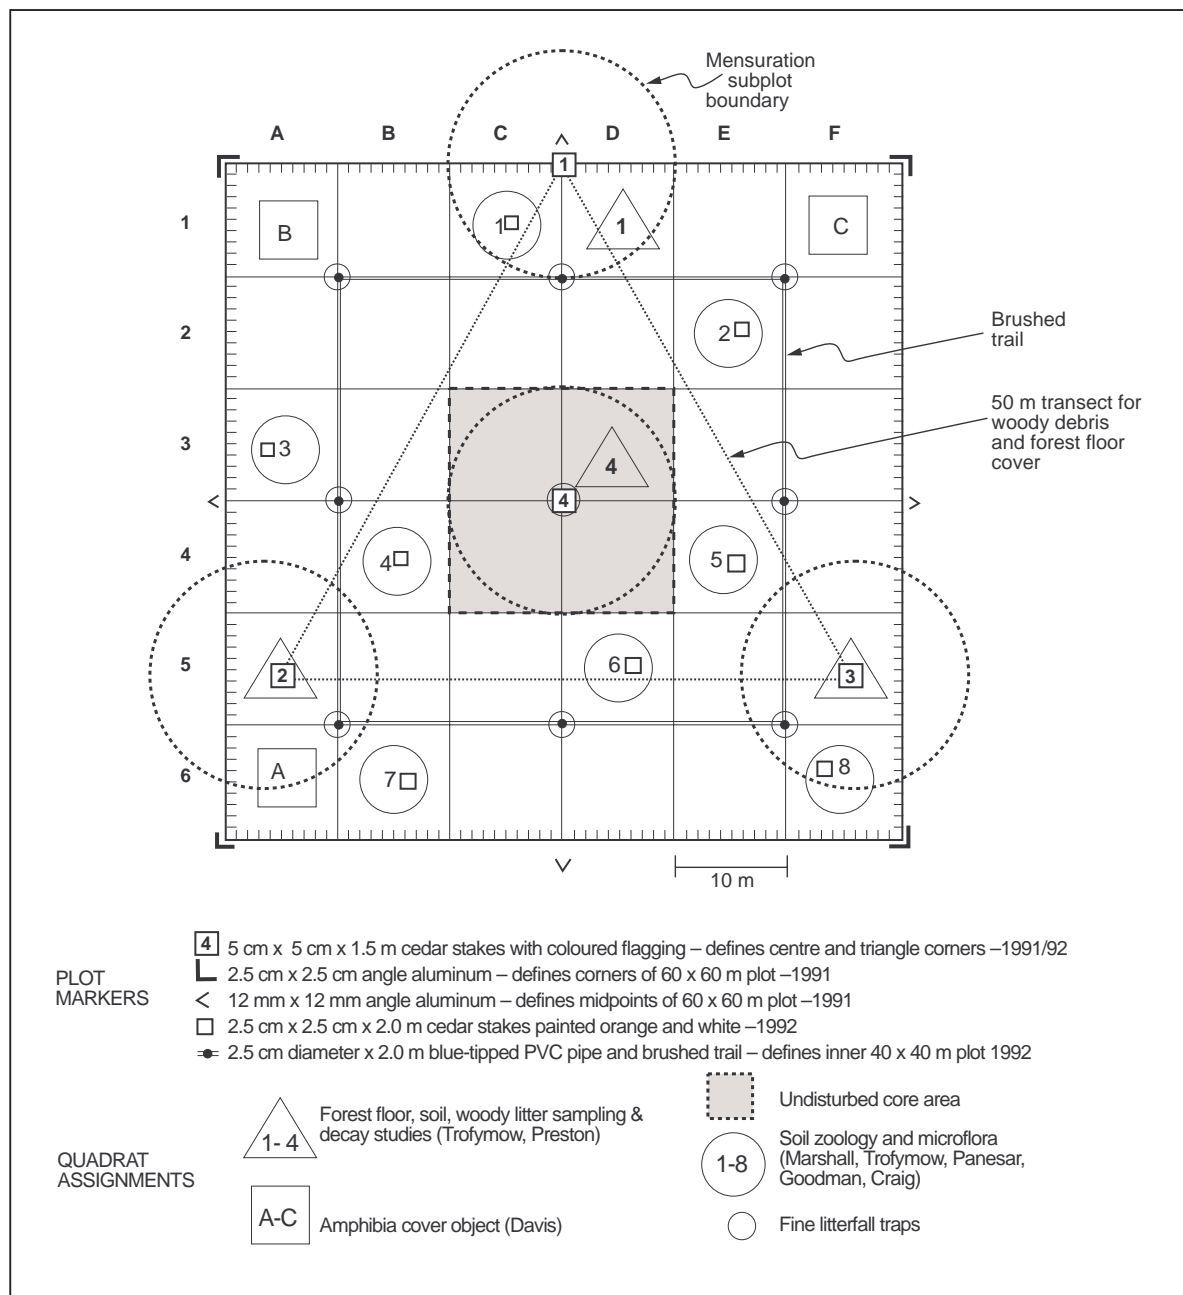 Mensuration
subplot
boundary
A B C D E F
1
1
B
1
1
C
2
2
Brushed
trail
50 m transect for
woody debris
and forest floor
cover
3
3
4
4
4
4
5
5
6
2
3
6
A
7
8
10 m
4 5 cm x 5 cm x 1.5 m cedar stakes with coloured flagging – defines centre and triangle corners –1991/92
PLOT
MARKERS
2.5 cm x 2.5 cm angle aluminum – defines corners of 60 x 60 m plot –1991
12 mm x 12 mm angle aluminum – defines midpoints of 60 x 60 m plot –1991
2.5 cm x 2.5 cm x 2.0 m cedar stakes painted orange and white –1992
2.5 cm diameter x 2.0 m blue-tipped PVC pipe and brushed trail – defines inner 40 x 40 m plot 1992
QUADRAT
ASSIGNMENTS
1- 4
Forest floor, soil, woody litter sampling &
decay studies (Trofymow, Preston)
A-C
Amphibia cover object (Davis)
Undisturbed core area
1-8
Soil zoology and microflora
(Marshall, Trofymow, Panesar,
Goodman, Craig)
Fine litterfall traps